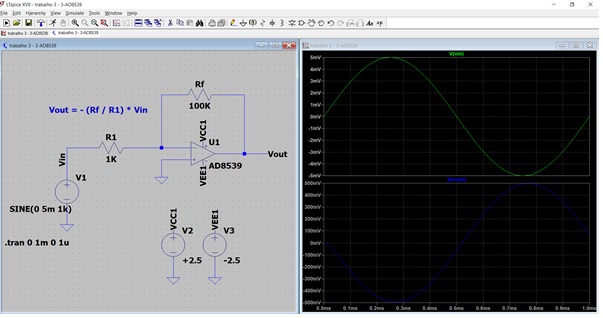 LTspice XVII - trabalho 3 - 3-AD8539
File Edit Hierarchy View Simulate Tools Window Help
trabalho 3 - 3-AD8539
trabalho 3 - 3-AD8539
trabalho 3 - 3-AD8539
trabalho 3 - 3-AD8539
Vout = - (Rf / R1) * Vin
Rf
100K
R1
1K
Vin
VCC1
U1
AD8539
VEE1
Vout
V1
SINE(0 5m 1k)
.tran 0 1m 0 1u
VCC1
V2
+2.5
VEE1
V3
-2.5
V(vin)
5mV
4mV
3mV
2mV
1mV
0mV
-1mV
-2mV
-3mV
-4mV
-5mV
V(vout)
500mV
400mV
300mV
200mV
100mV
0mV
-100mV
-200mV
-300mV
-400mV
-500mV
0.0ms 0.1ms 0.2ms 0.3ms 0.4ms 0.5ms 0.6ms 0.7ms 0.8ms 0.9ms 1.0ms